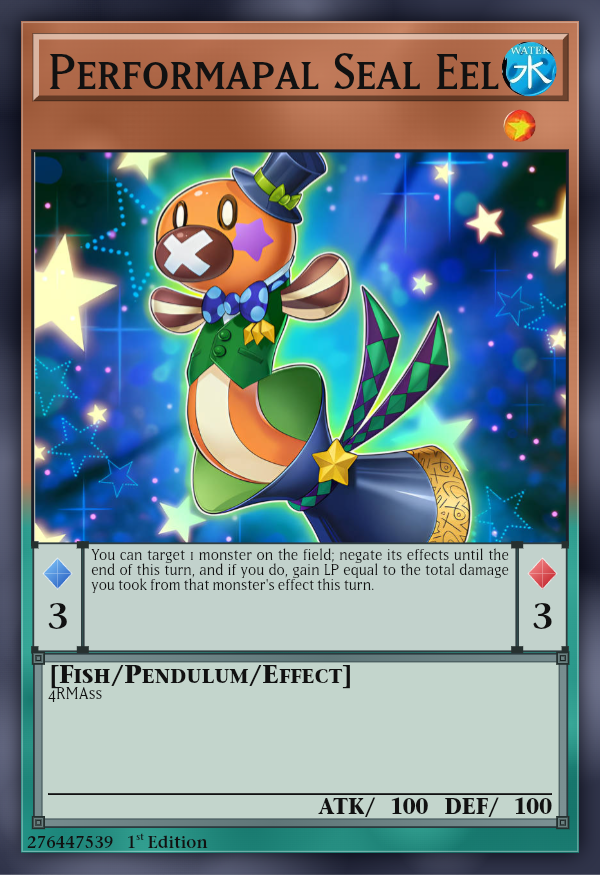 Performapal Seal Eel
WATER
水
You can target 1 monster on the field; negate its effects until the
end of this turn, and if you do, gain LP equal to the total damage
you took from that monster's effect this turn.
3
3
[Fish/Pendulum/Effect]
4RMAss
ATK/ 100 DEF/ 100
276447539 1st Edition